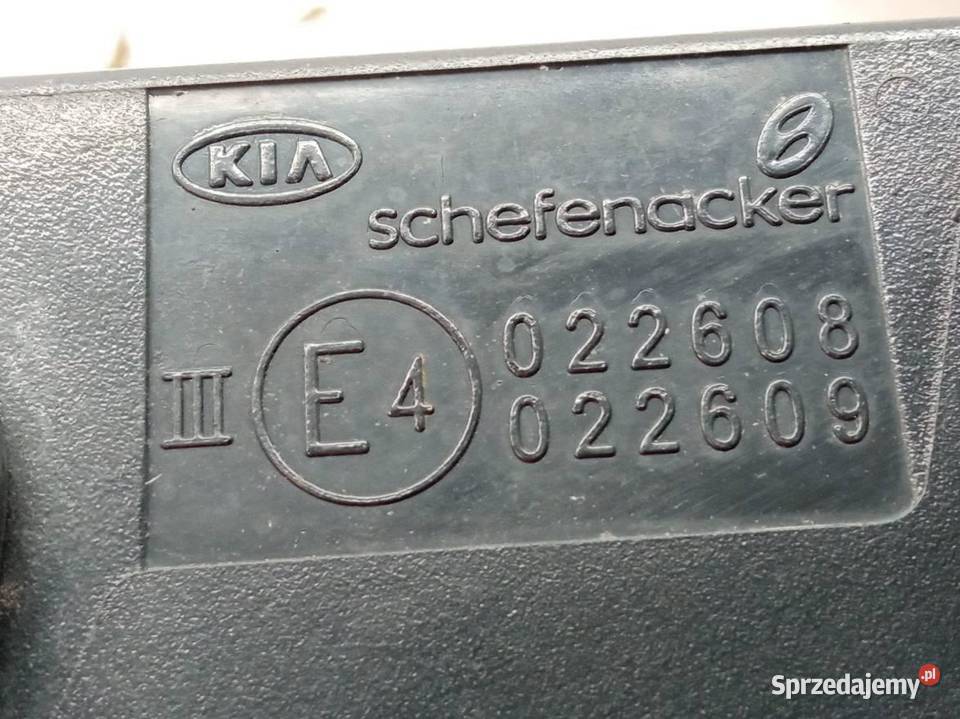 KIA
schefenacker
III E4 022608
022609
Sprzedajemy.pl